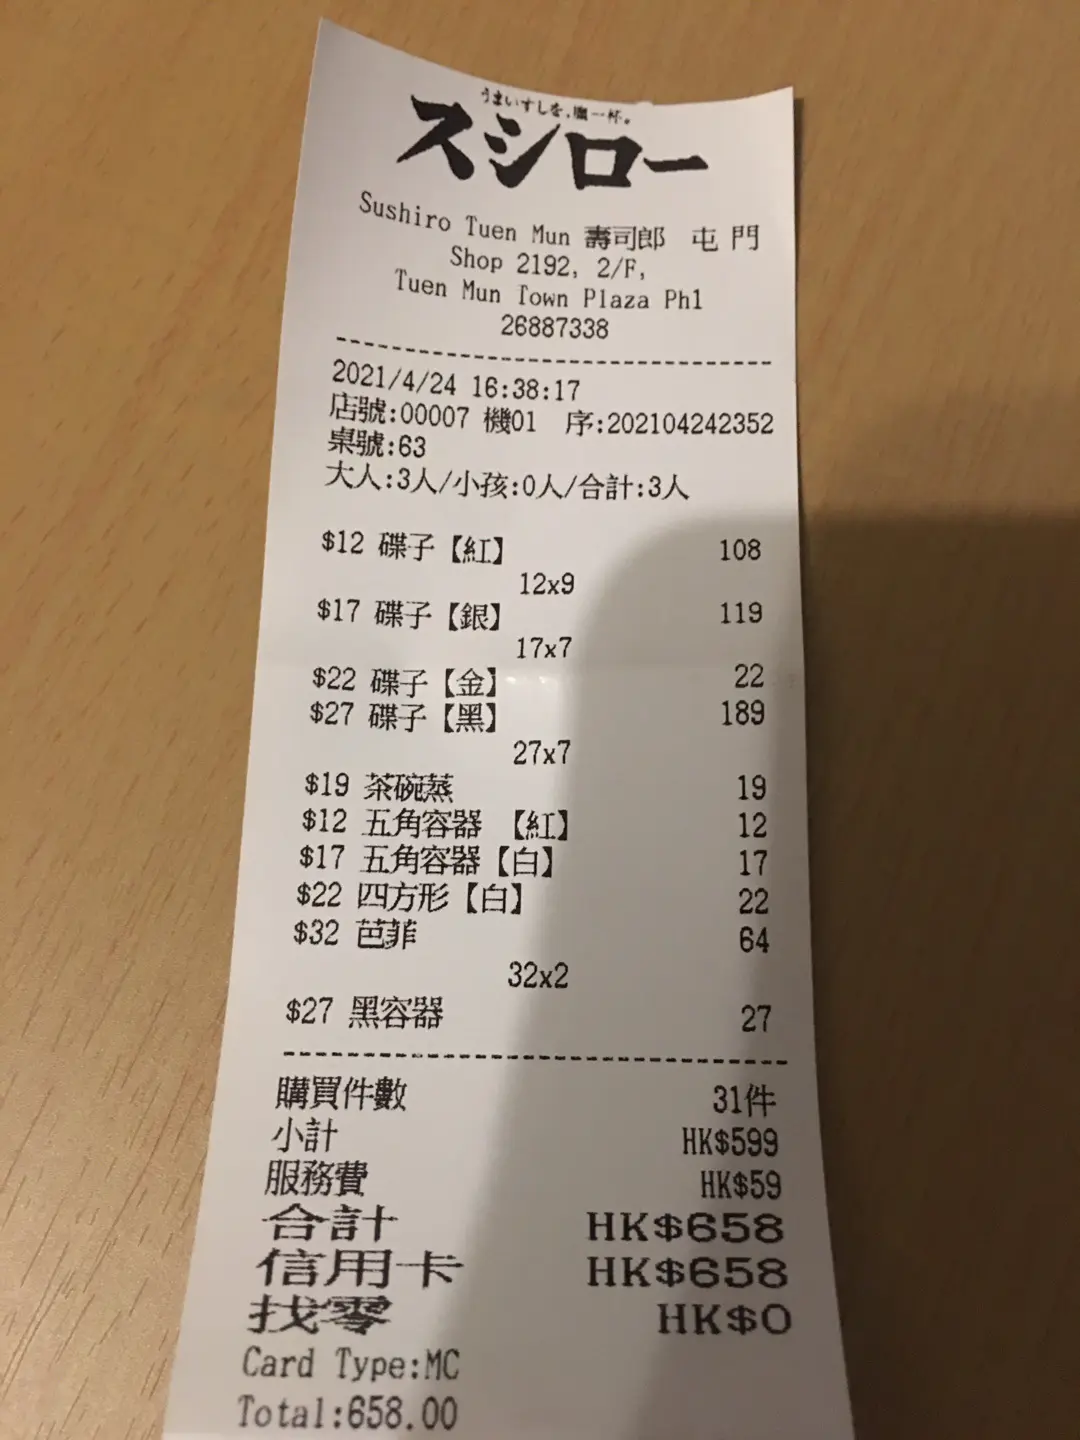 うまいすしを、腹一杯。
スシロー
Sushiro Tuen Mun 壽司郎 屯門
Shop 2192, 2/F,
Tuen Mun Town Plaza Ph1
26887338
2021/4/24 16:38:17
店號:00007 機01 序:202104242352
桌號:63
大人:3人/小孩:0人/合計:3人
$12 碟子【紅】 108
12x9
$17 碟子【銀】 119
17x7
$22 碟子【金】 22
$27 碟子【黑】 189
27x7
$19 茶碗蒸 19
$12 五角容器 【紅】 12
$17 五角容器【白】 17
$22 四方形【白】 22
$32 芭菲 64
32x2
$27 黑容器 27
購買件數 31件
小計 HK$599
服務費 HK$59
合計 HK$658
信用卡 HK$658
找零 HK$0
Card Type:MC
Total:658.00